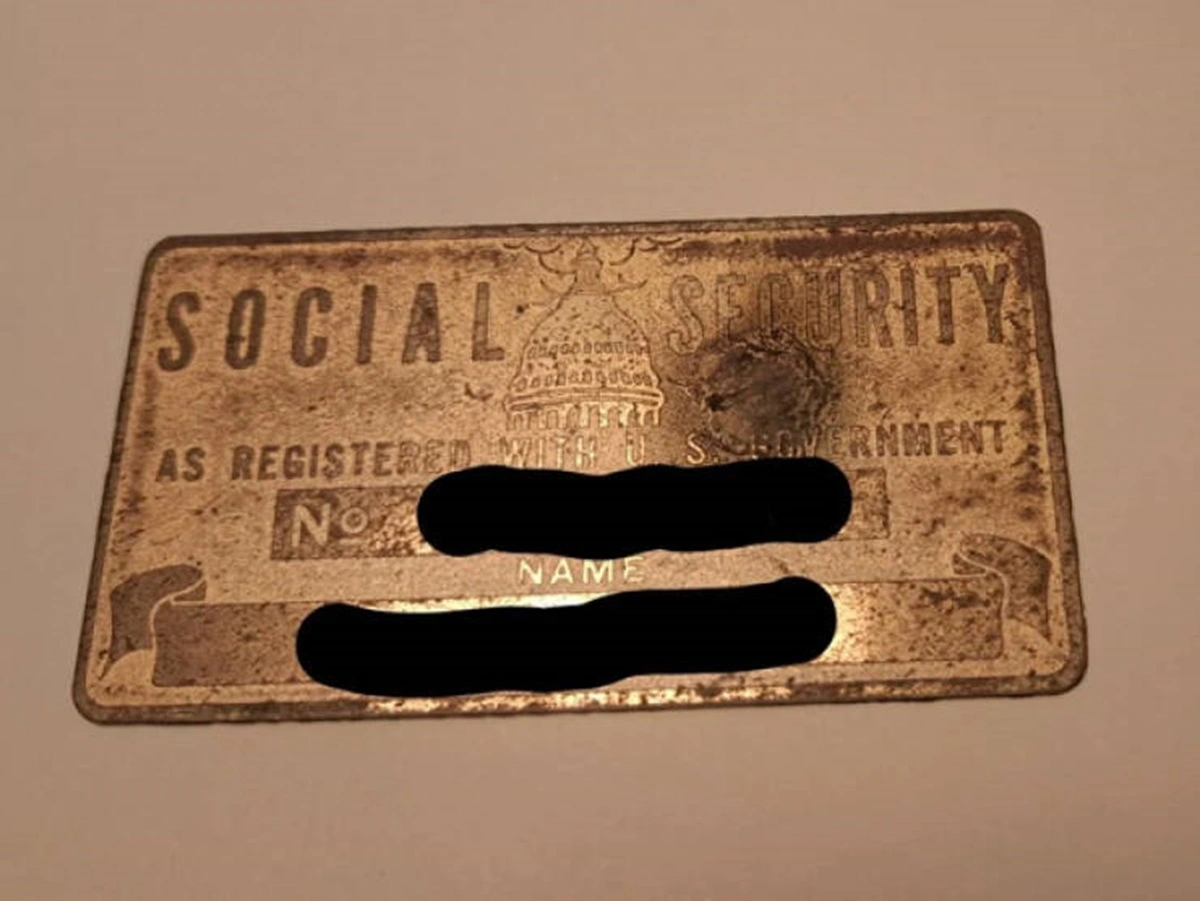 SOCIAL SECURITY
AS REGISTERED WITH U. S. GOVERNMENT
No
NAME